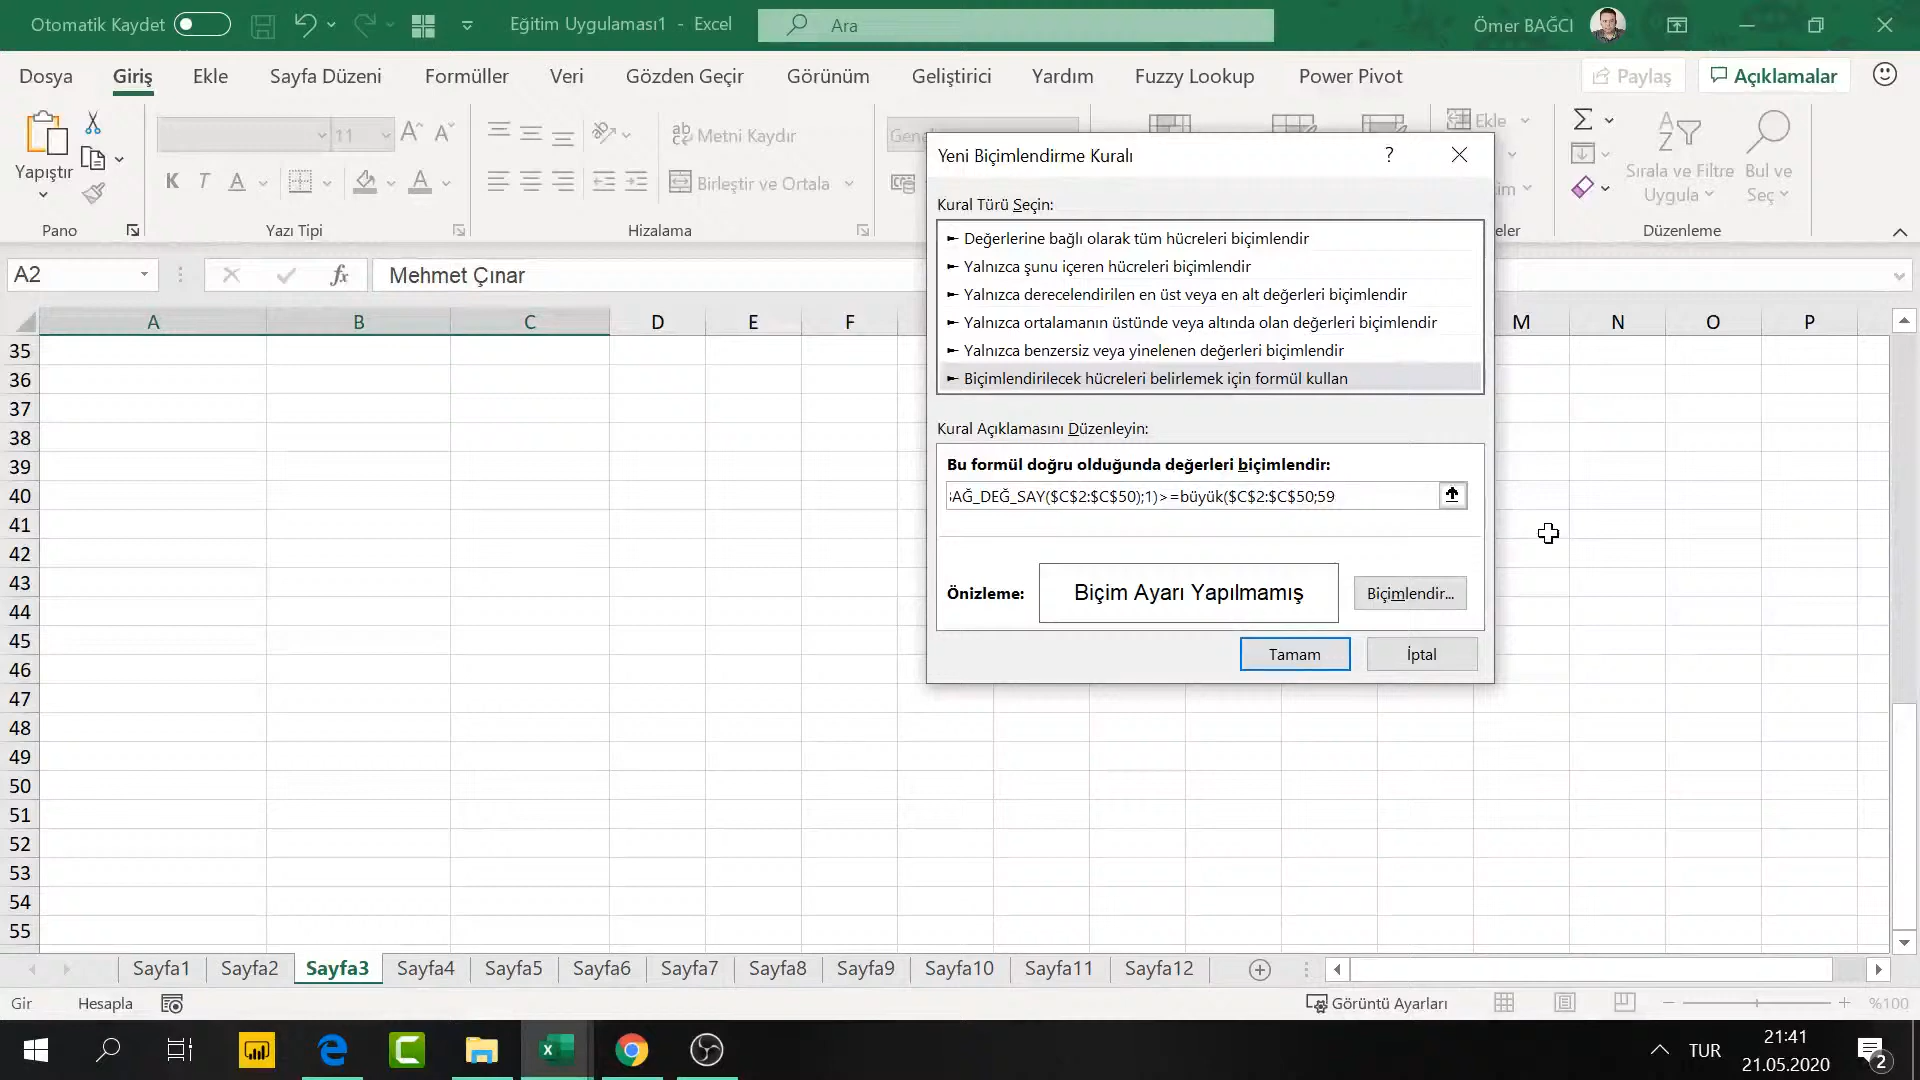 Otomatik Kaydet
Eğitim Uygulaması1 - Excel
Ara
Ömer BAĞCI
Dosya Giriş Ekle Sayfa Düzeni Formüller Veri Gözden Geçir Görünüm Geliştirici Yardım Fuzzy Lookup Power Pivot
Paylaş
Açıklamalar
Yapıştır
Pano
11
K T A
Yazı Tipi
Metni Kaydır
Birleştir ve Ortala
Hizalama
Ekle
Sırala ve Filtre
Uygula
Bul ve
Seç
Düzenleme
A2
fx
Mehmet Çınar
A B C D E F M N O P
35
36
37
38
39
40
41
42
43
44
45
46
47
48
49
50
51
52
53
54
55
Yeni Biçimlendirme Kuralı
?
Kural Türü Seçin:
► Değerlerine bağlı olarak tüm hücreleri biçimlendir
► Yalnızca şunu içeren hücreleri biçimlendir
► Yalnızca derecelendirilen en üst veya en alt değerleri biçimlendir
► Yalnızca ortalamanın üstünde veya altında olan değerleri biçimlendir
► Yalnızca benzersiz veya yinelenen değerleri biçimlendir
► Biçimlendirilecek hücreleri belirlemek için formül kullan
Kural Açıklamasını Düzenleyin:
Bu formül doğru olduğunda değerleri biçimlendir:
AĞ_DEĞ_SAY($C$2:$C$50);1)>=büyük($C$2:$C$50;59
Önizleme:
Biçim Ayarı Yapılmamış
Biçimlendir...
Tamam
İptal
Sayfa1 Sayfa2 Sayfa3 Sayfa4 Sayfa5 Sayfa6 Sayfa7 Sayfa8 Sayfa9 Sayfa10 Sayfa11 Sayfa12
Gir
Hesapla
Görüntü Ayarları
%100
TUR
21:41
21.05.2020
2